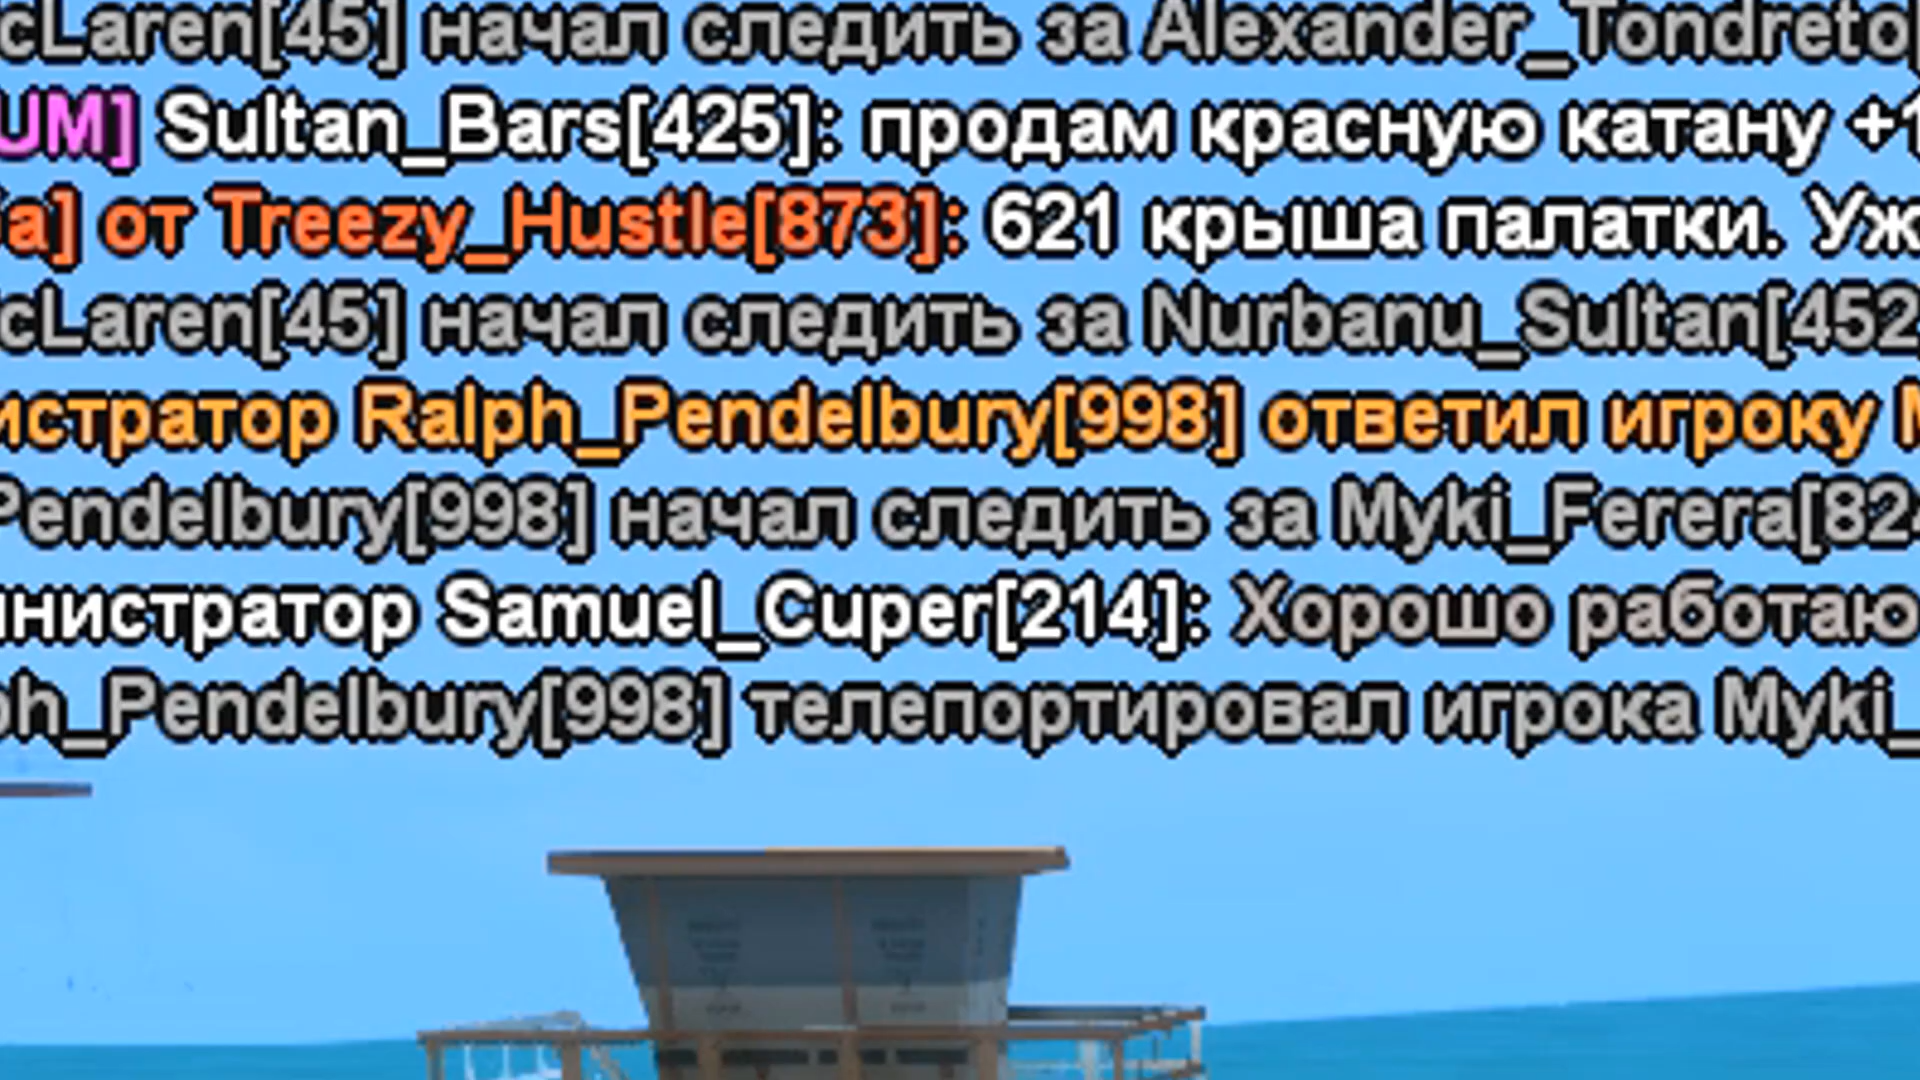 cLaren[45] начал следить за Alexander_Tondreto[
UM] Sultan_Bars[425]: продам красную катану +1
а] от Treezy_Hustle[873]: 621 крыша палатки. Уж
cLaren[45] начал следить за Nurbanu_Sultan[452
истратор Ralph_Pendelbury[998] ответил игроку M
Pendelbury[998] начал следить за Myki_Ferera[824
инистратор Samuel_Cuper[214]: Хорошо работаю
ph_Pendelbury[998] телепортировал игрока Myki_